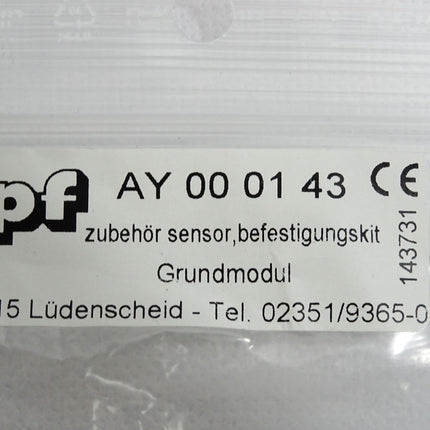 pf AY 00 01 43 CE
zubehör sensor,befestigungskit
Grundmodul
15 Lüdenscheid - Tel. 02351/9365-0
143731